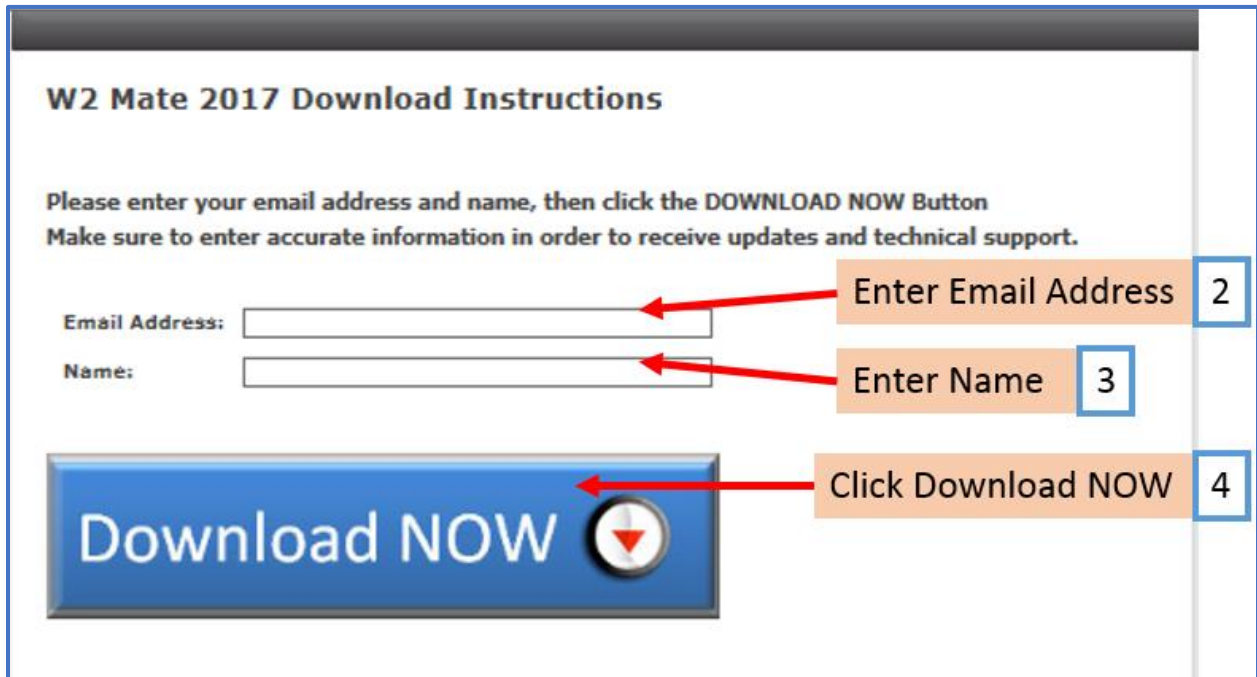 W2 Mate 2017 Download Instructions
Please enter your email address and name, then click the DOWNLOAD NOW Button
Make sure to enter accurate information in order to receive updates and technical support.
Enter Email Address 2
Email Address:
Name:
Enter Name 3
Click Download NOW 4
Download NOW